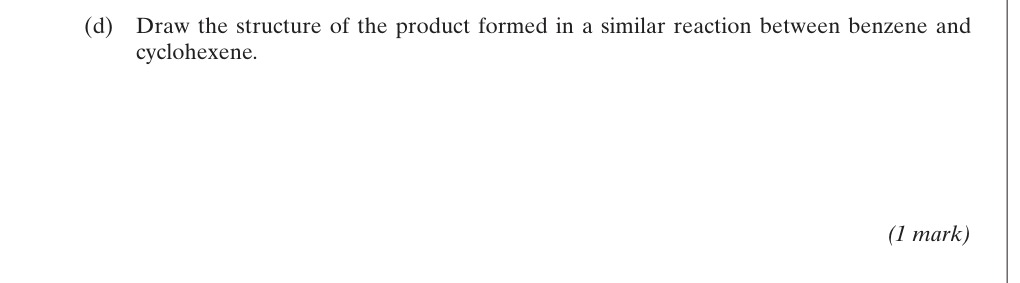 (d) Draw the structure of the product formed in a similar reaction between benzene and
cyclohexene.
(1 mark)